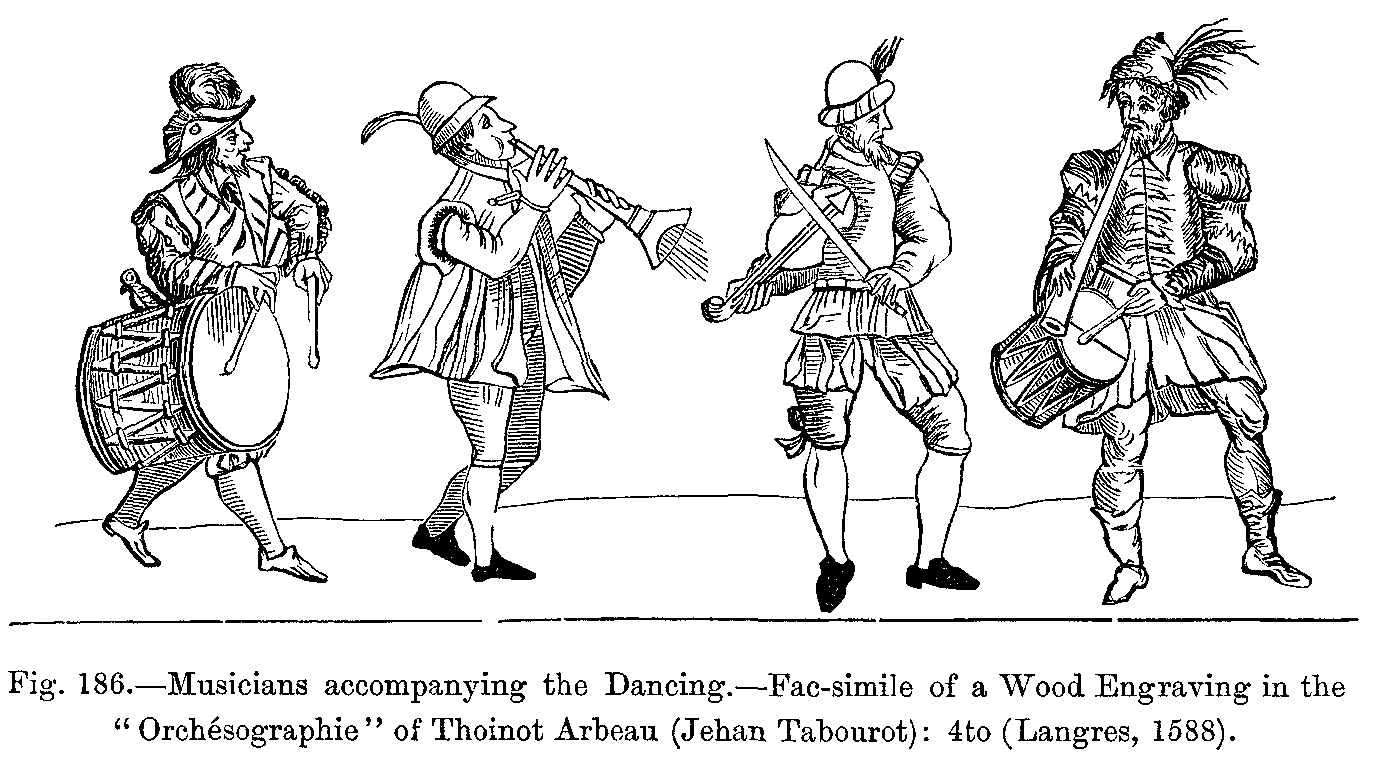 Fig. 186.—Musicians accompanying the Dancing.—Fac-simile of a Wood Engraving in the
“Orchésographie” of Thoinot Arbeau (Jehan Tabourot): 4to (Langres, 1588).